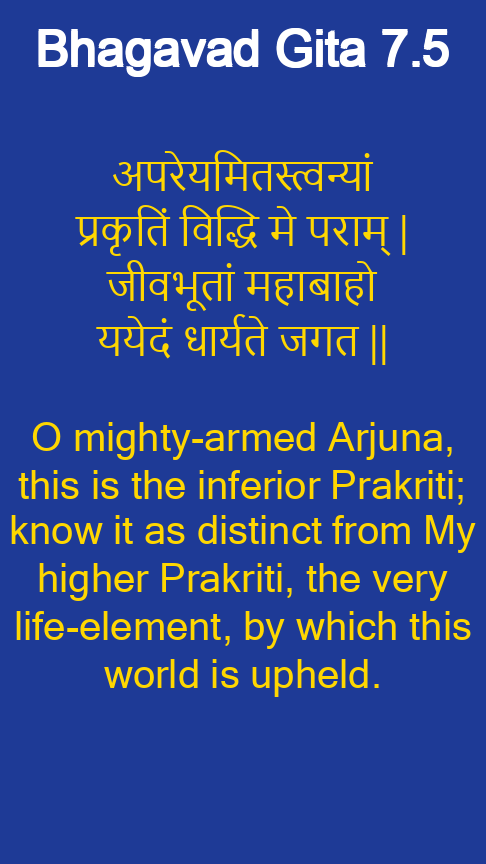 Bhagavad Gita 7.5
अपरेयमितस्त्वन्यां
प्रकृतिं विद्धि मे पराम् |
जीवभूतां महाबाहो
ययेदं धार्यते जगत ||
O mighty-armed Arjuna,
this is the inferior Prakriti;
know it as distinct from My
higher Prakriti, the very
life-element, by which this
world is upheld.